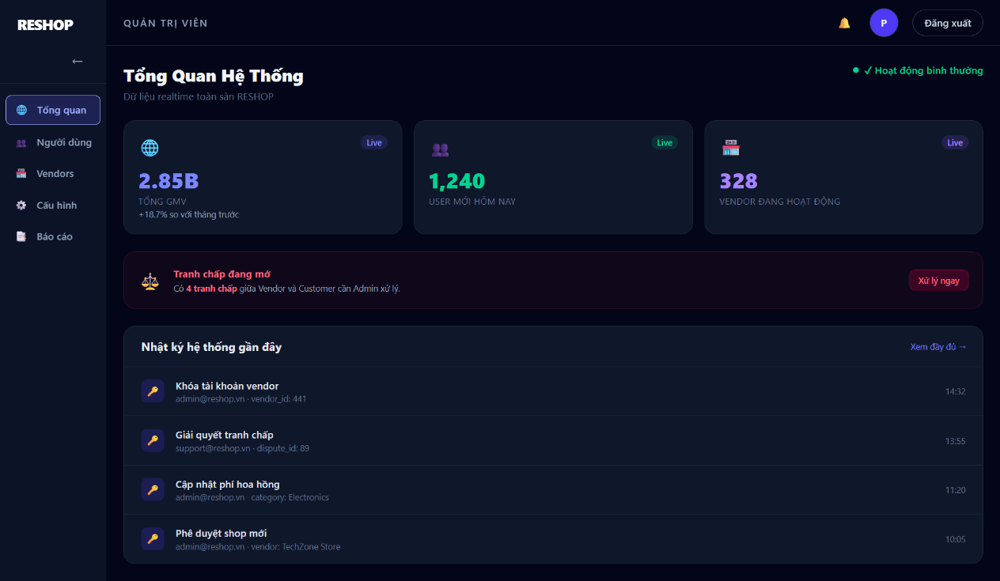 RESHOP
←
Tổng quan
Người dùng
Vendors
Cấu hình
Báo cáo
QUẢN TRỊ VIÊN
P
Đăng xuất
Tổng Quan Hệ Thống
Dữ liệu realtime toàn sàn RESHOP
✓ Hoạt động bình thường
Live
2.85B
TỔNG GMV
+18.7% so với tháng trước
Live
1,240
USER MỚI HÔM NAY
Live
328
VENDOR ĐANG HOẠT ĐỘNG
Tranh chấp đang mở
Có 4 tranh chấp giữa Vendor và Customer cần Admin xử lý.
Xử lý ngay
Nhật ký hệ thống gần đây
Xem đầy đủ →
Khóa tài khoản vendor
admin@reshop.vn · vendor_id: 441
14:32
Giải quyết tranh chấp
support@reshop.vn · dispute_id: 89
13:55
Cập nhật phí hoa hồng
admin@reshop.vn · category: Electronics
11:20
Phê duyệt shop mới
admin@reshop.vn · vendor: TechZone Store
10:05